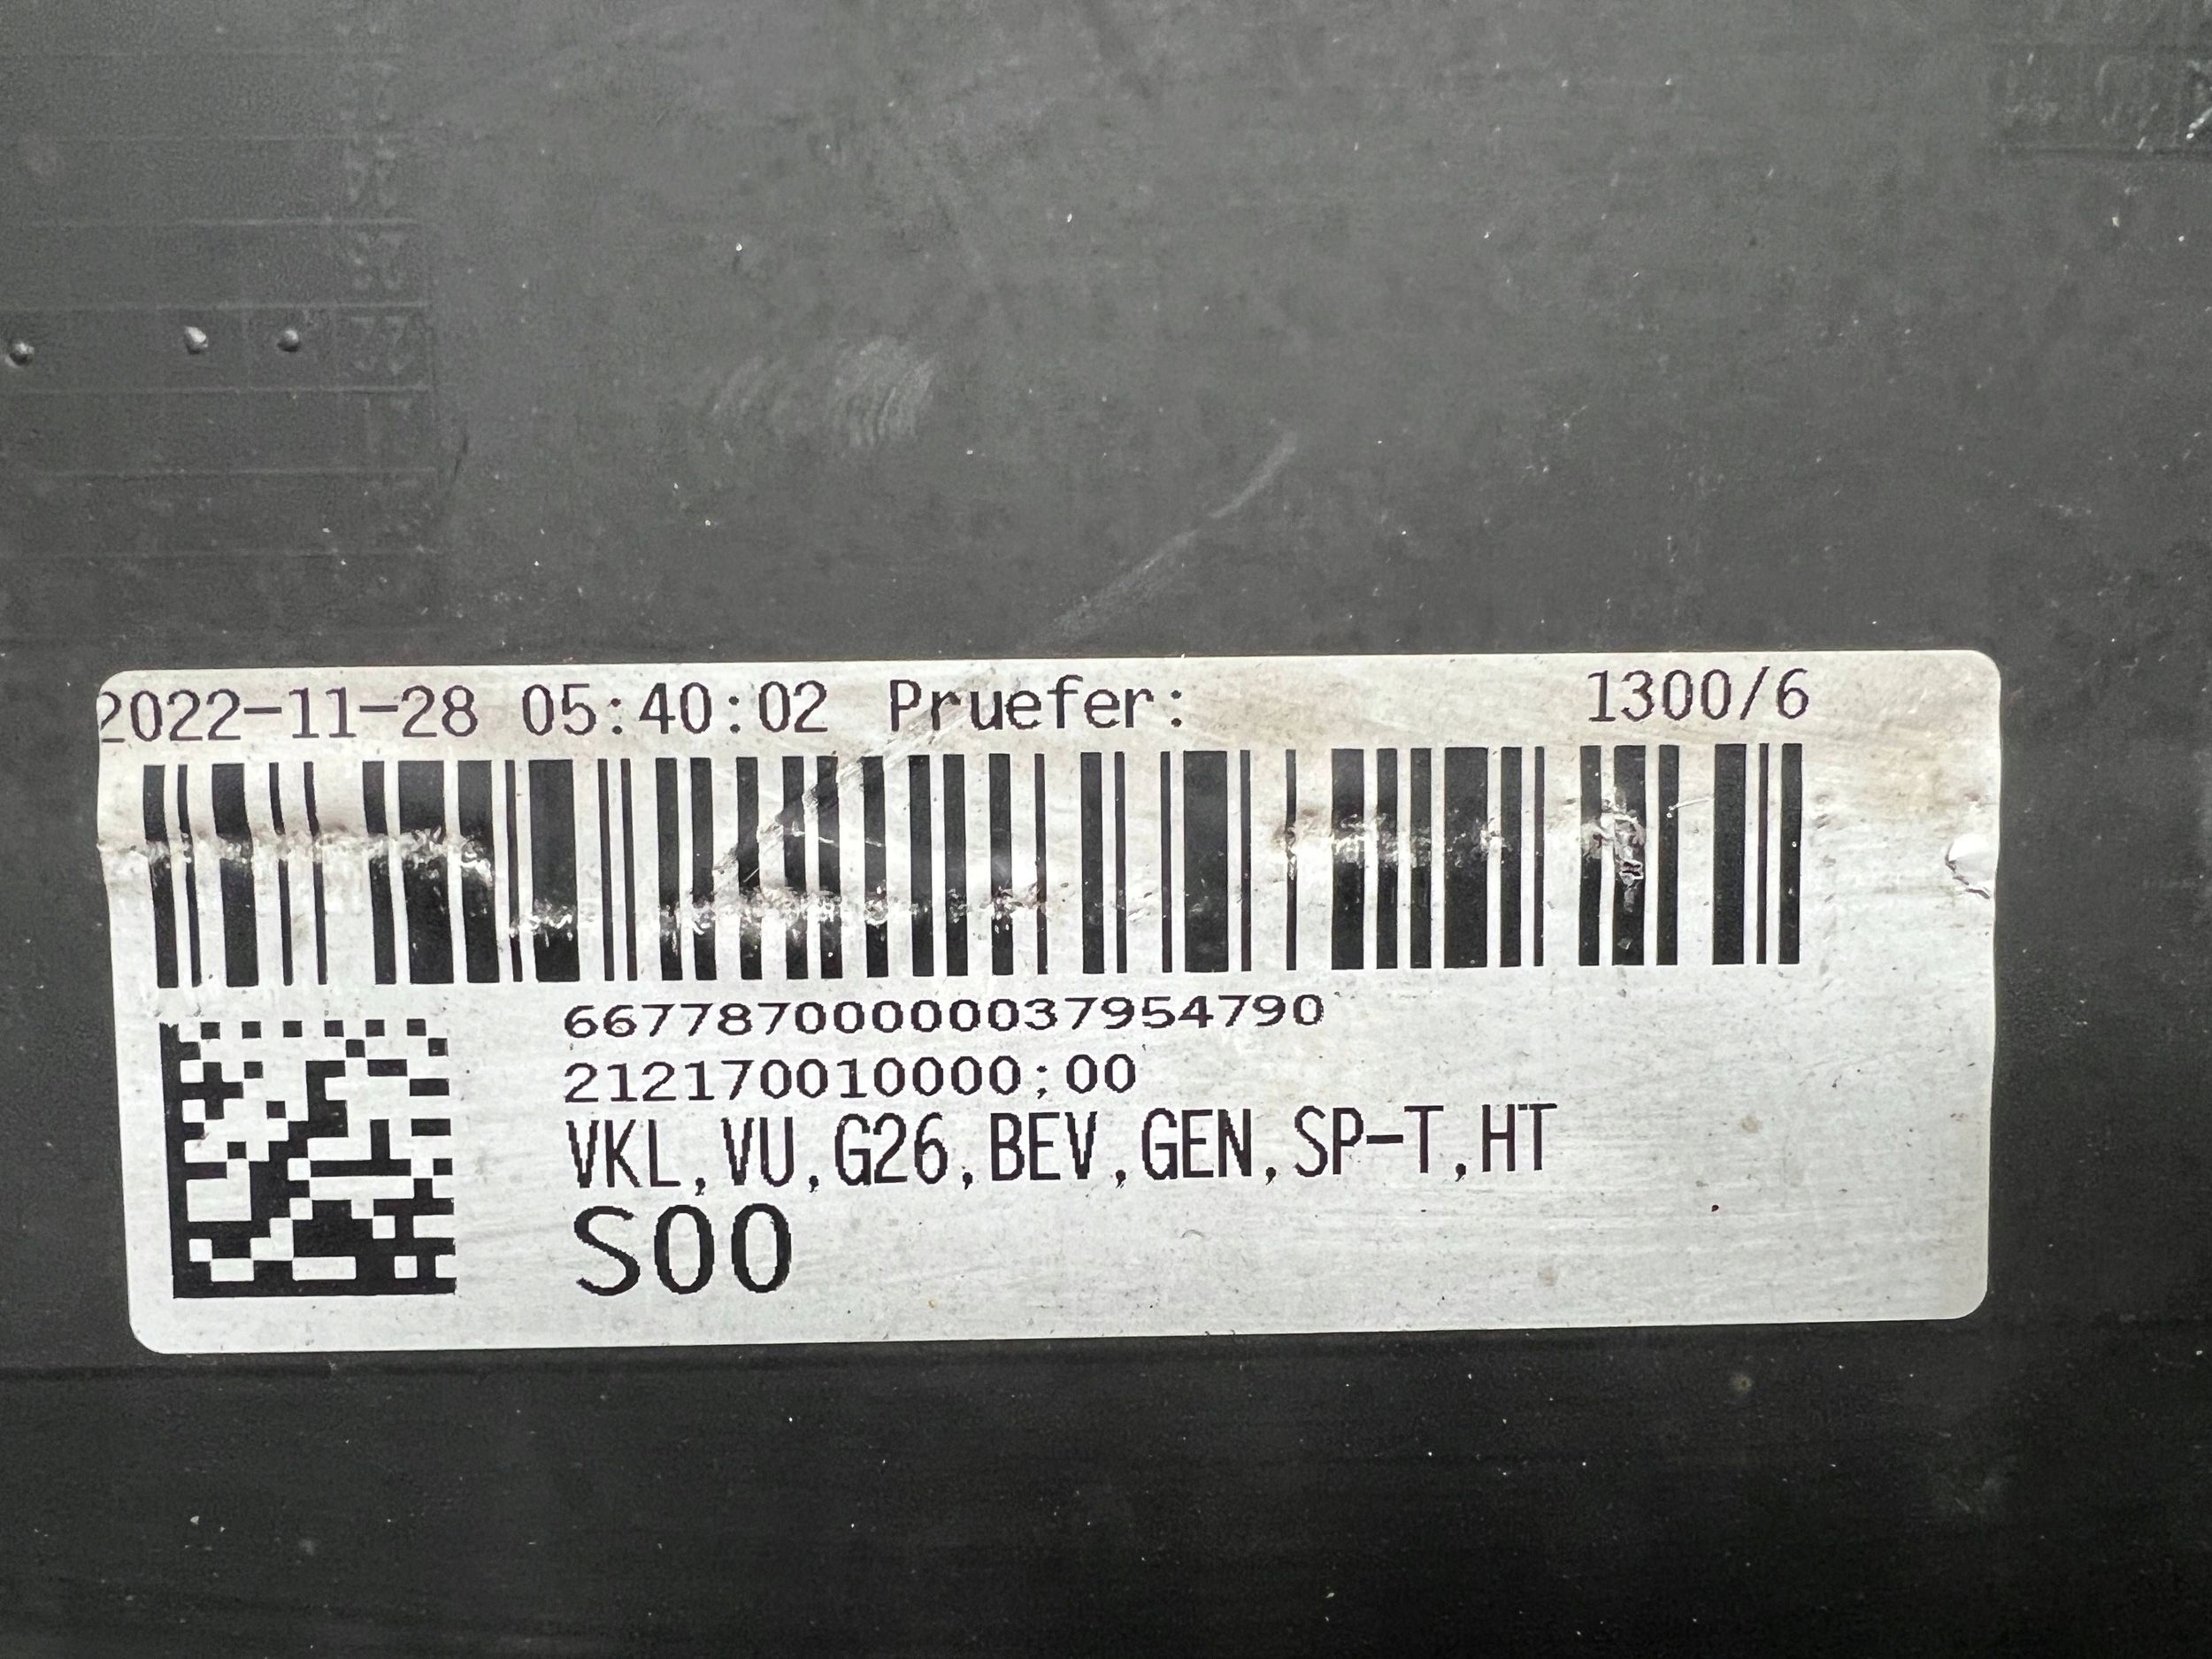 2022-11-28 05:40:02 Pruefer: 1300/6
66778700000037954790
212170010000;00
VKL,VU,G26,BEV,GEN,SP-T,HT
S00